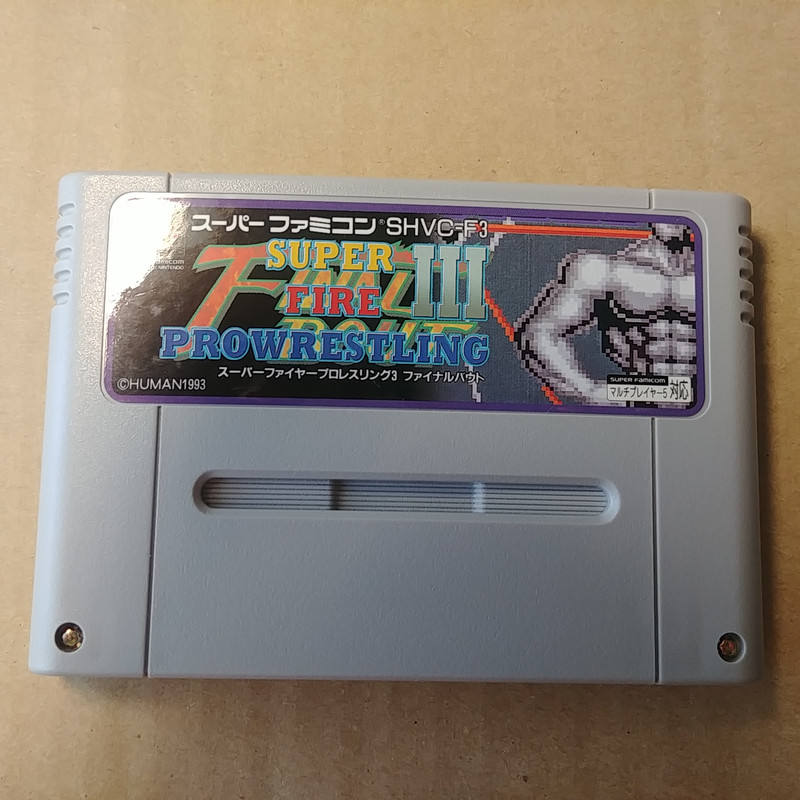 スーパーファミコン® SHVC-F3
FAMICOM
NINTENDO
SUPER
FIRE
III
FINAL
BOUT
PROWRESTLING
スーパーファイヤープロレスリング3 ファイナルバウト
©HUMAN1993
SUPER FAMICOM
マルチプレイヤー5対応